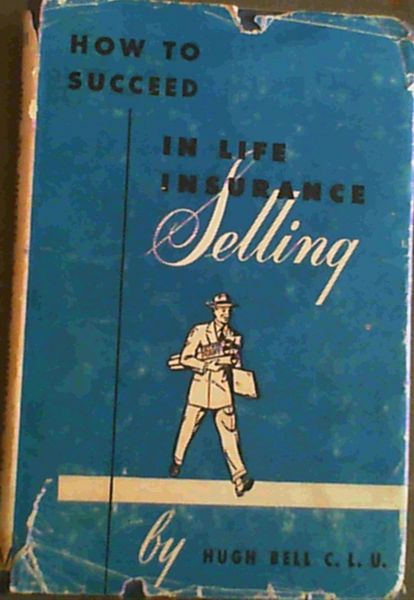 HOW TO
SUCCEED
IN LIFE
INSURANCE
Selling
by HUGH BELL C. L. U.